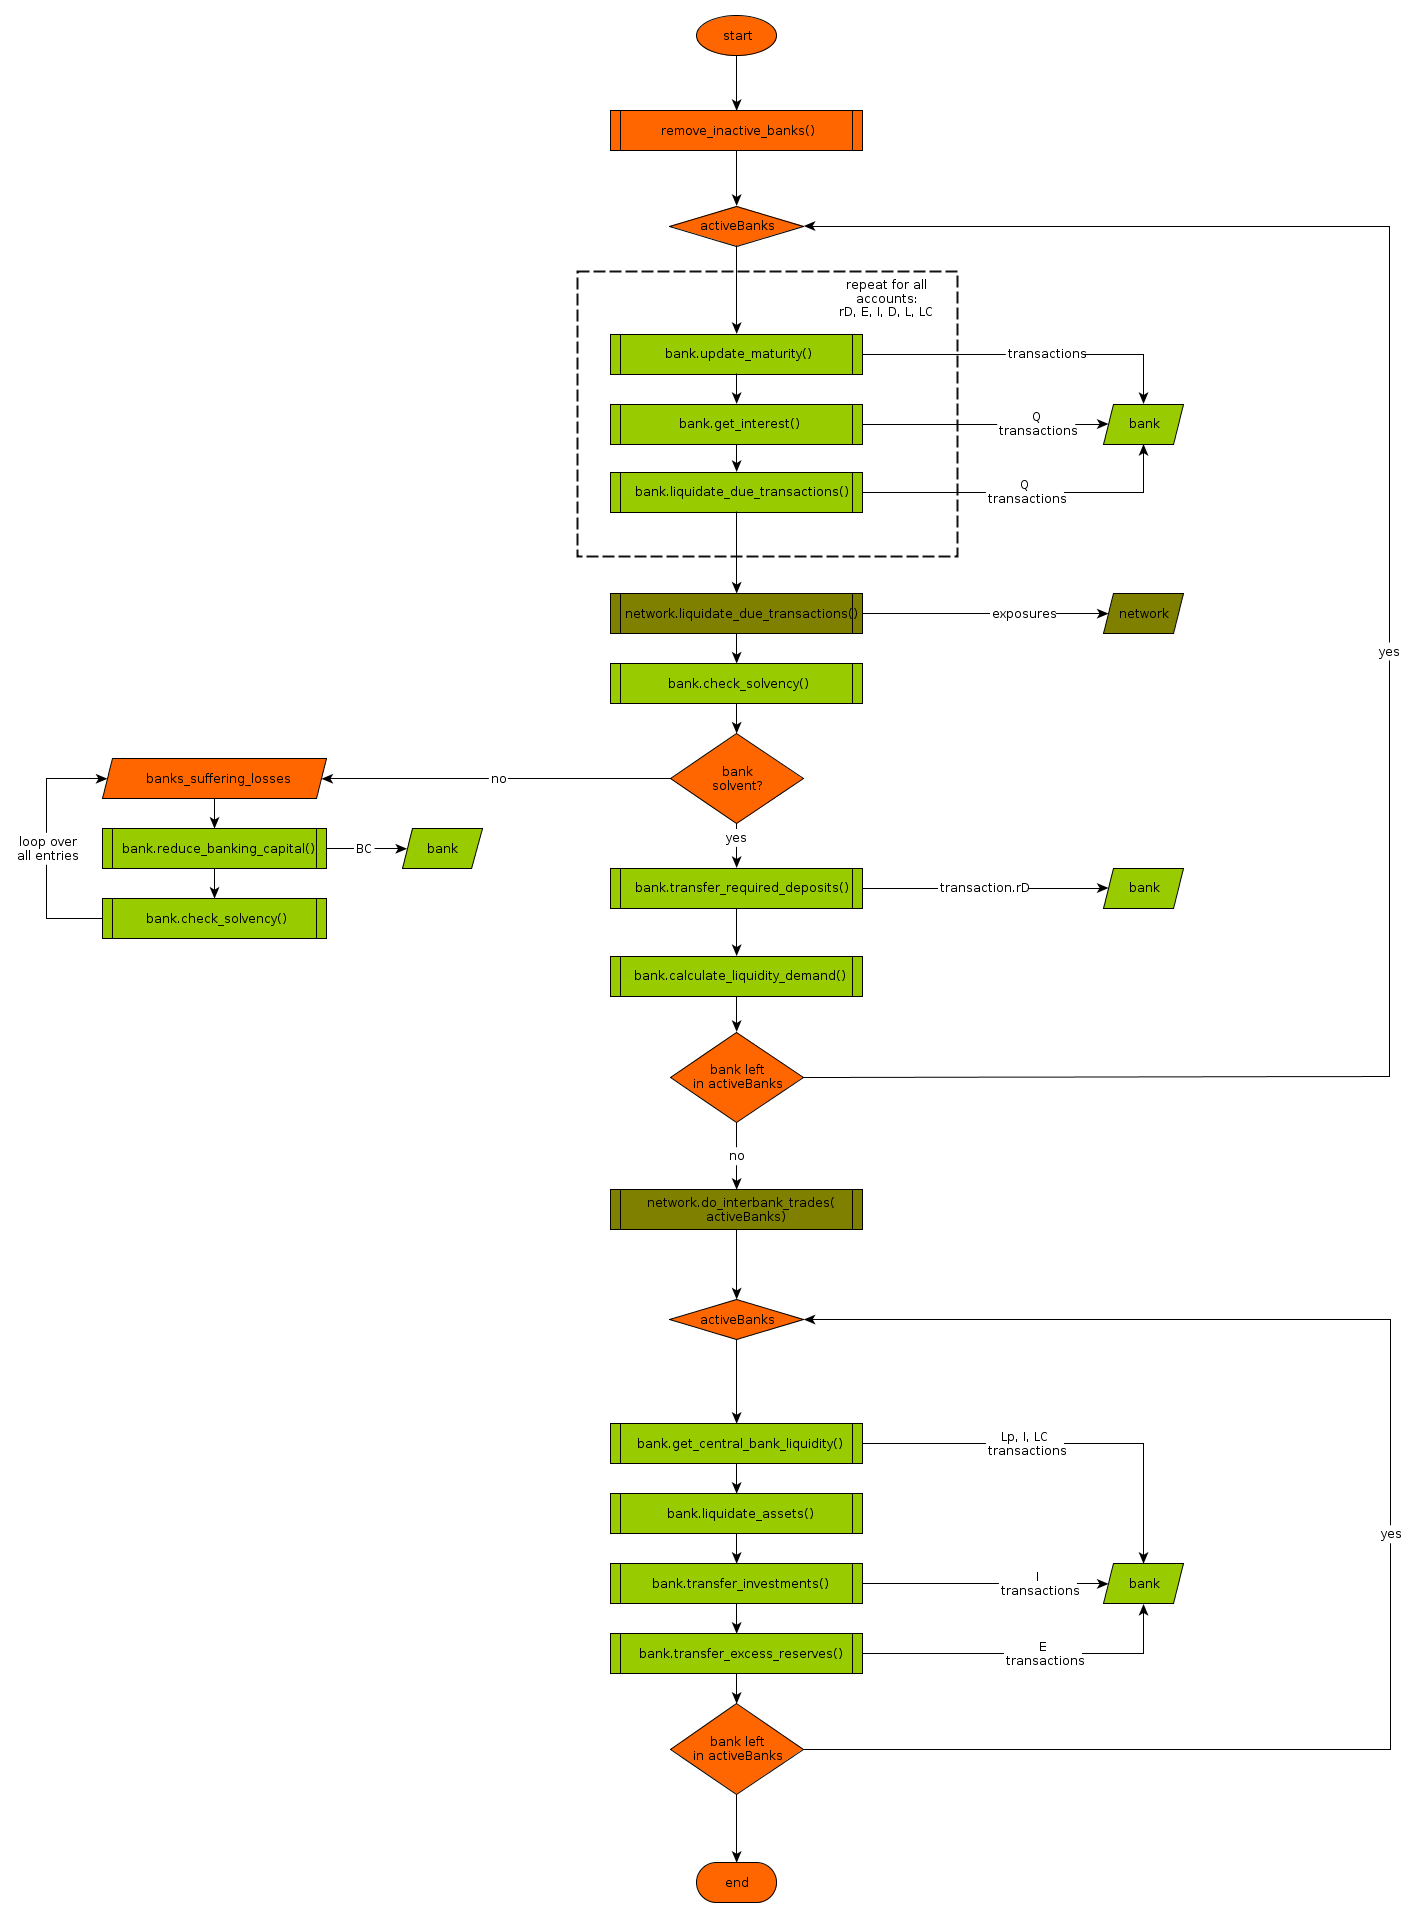 start
remove_inactive_banks()
activeBanks
repeat for all
accounts:
rD, E, I, D, L, LC
bank.update_maturity()
transactions
bank.get_interest()
Q
transactions
bank
bank.liquidate_due_transactions()
Q
transactions
network.liquidate_due_transactions()
exposures
network
yes
bank.check_solvency()
bank
solvent?
no
banks_suffering_losses
loop over
all entries
bank.reduce_banking_capital()
BC
bank
bank.check_solvency()
yes
bank.transfer_required_deposits()
transaction.rD
bank
bank.calculate_liquidity_demand()
bank left
in activeBanks
no
network.do_interbank_trades(
activeBanks)
activeBanks
bank.get_central_bank_liquidity()
Lp, I, LC
transactions
bank.liquidate_assets()
yes
bank.transfer_investments()
I
transactions
bank
bank.transfer_excess_reserves()
E
transactions
bank left
in activeBanks
end